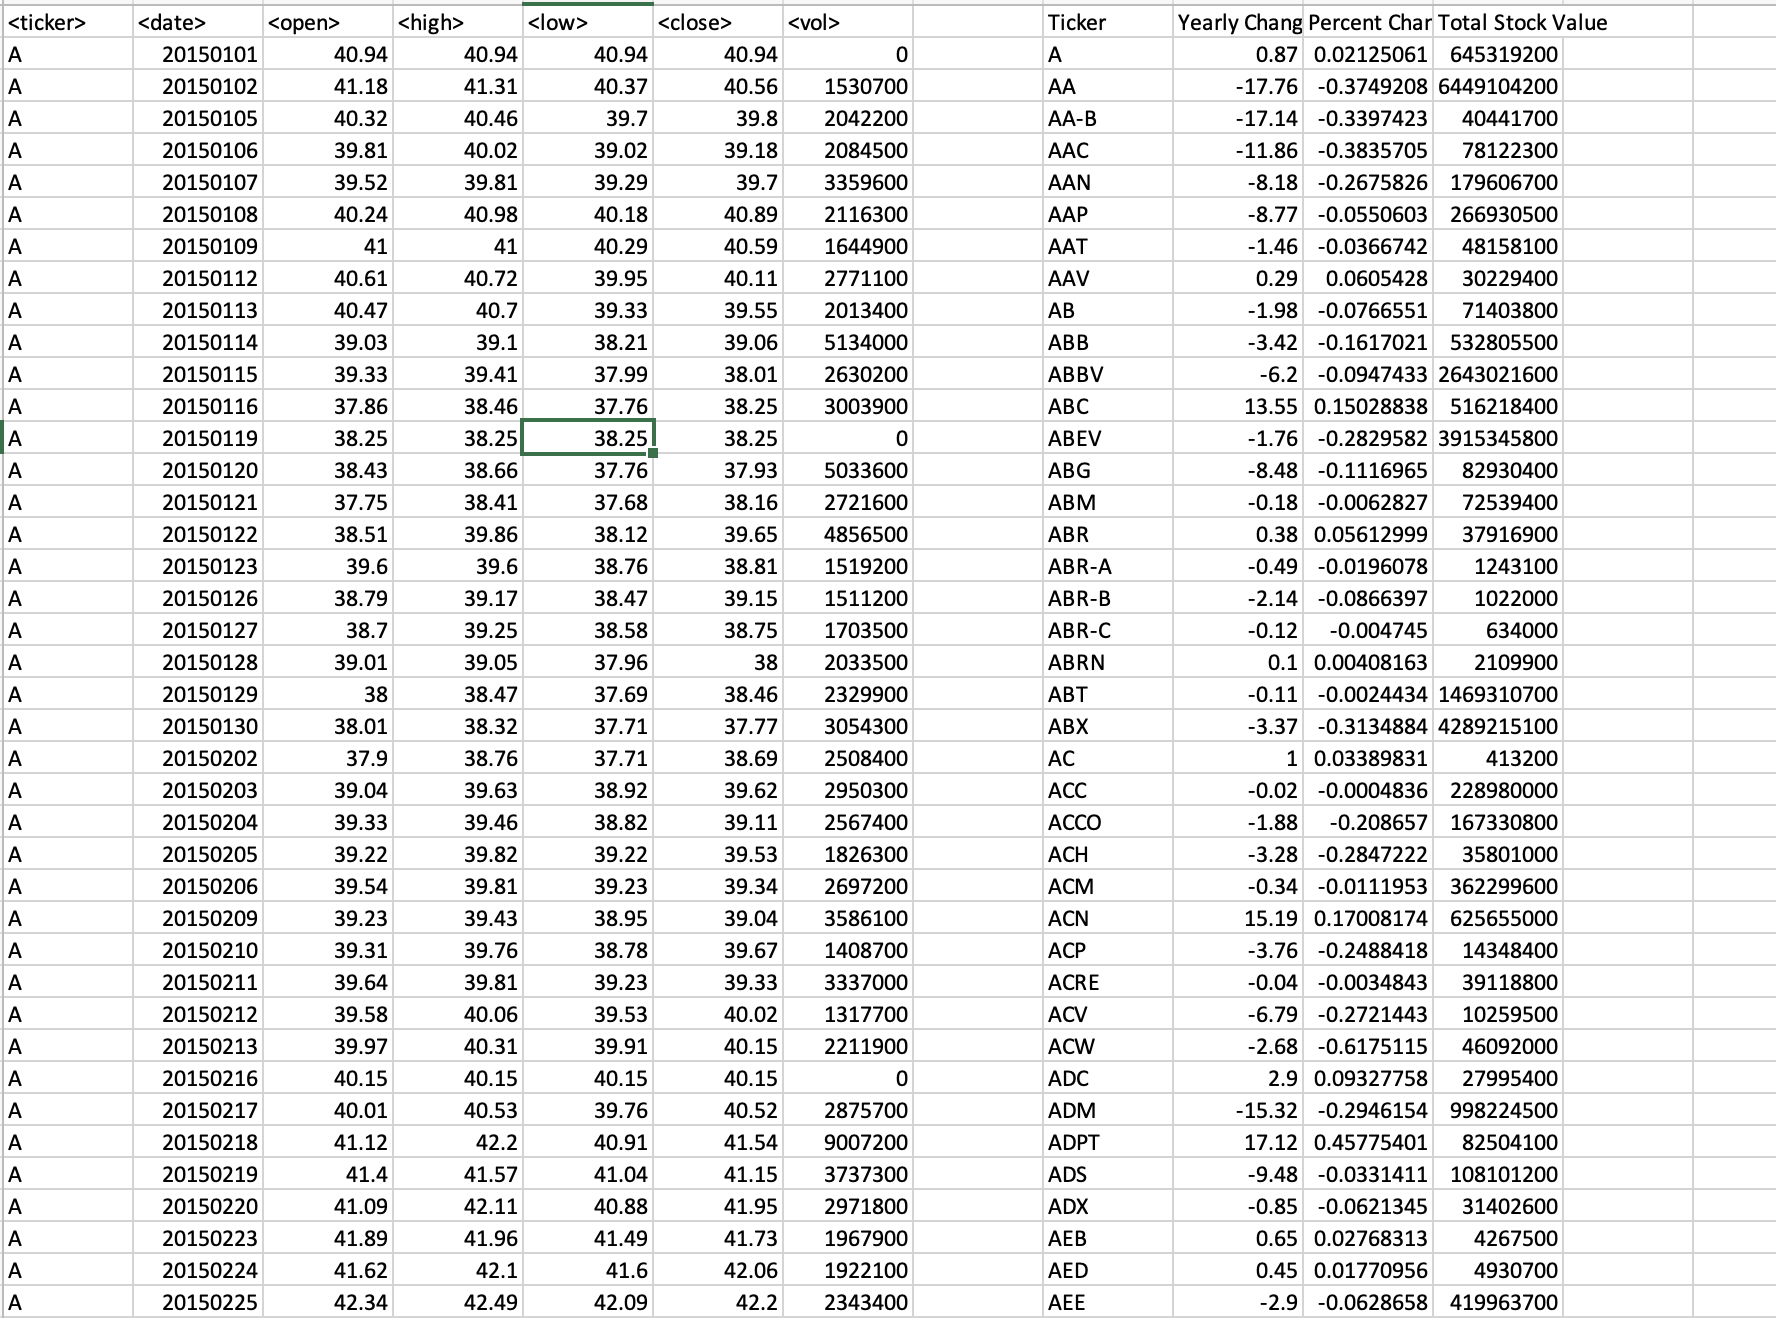 <ticker> <date> <open> <high> <low> <close> <vol> Ticker Yearly Chang Percent Char Total Stock Value
A 20150101 40.94 40.94 40.94 40.94 0 A 0.87 0.02125061 645319200
A 20150102 41.18 41.31 40.37 40.56 1530700 AA -17.76 -0.3749208 6449104200
A 20150105 40.32 40.46 39.7 39.8 2042200 AA-B -17.14 -0.3397423 40441700
A 20150106 39.81 40.02 39.02 39.18 2084500 AAC -11.86 -0.3835705 78122300
A 20150107 39.52 39.81 39.29 39.7 3359600 AAN -8.18 -0.2675826 179606700
A 20150108 40.24 40.98 40.18 40.89 2116300 AAP -8.77 -0.0550603 266930500
A 20150109 41 41 40.29 40.59 1644900 AAT -1.46 -0.0366742 48158100
A 20150112 40.61 40.72 39.95 40.11 2771100 AAV 0.29 0.0605428 30229400
A 20150113 40.47 40.7 39.33 39.55 2013400 AB -1.98 -0.0766551 71403800
A 20150114 39.03 39.1 38.21 39.06 5134000 ABB -3.42 -0.1617021 532805500
A 20150115 39.33 39.41 37.99 38.01 2630200 ABBV -6.2 -0.0947433 2643021600
A 20150116 37.86 38.46 37.76 38.25 3003900 ABC 13.55 0.15028838 516218400
A 20150119 38.25 38.25 38.25 38.25 0 ABEV -1.76 -0.2829582 3915345800
A 20150120 38.43 38.66 37.76 37.93 5033600 ABG -8.48 -0.1116965 82930400
A 20150121 37.75 38.41 37.68 38.16 2721600 ABM -0.18 -0.0062827 72539400
A 20150122 38.51 39.86 38.12 39.65 4856500 ABR 0.38 0.05612999 37916900
A 20150123 39.6 39.6 38.76 38.81 1519200 ABR-A -0.49 -0.0196078 1243100
A 20150126 38.79 39.17 38.47 39.15 1511200 ABR-B -2.14 -0.0866397 1022000
A 20150127 38.7 39.25 38.58 38.75 1703500 ABR-C -0.12 -0.004745 634000
A 20150128 39.01 39.05 37.96 38 2033500 ABRN 0.1 0.00408163 2109900
A 20150129 38 38.47 37.69 38.46 2329900 ABT -0.11 -0.0024434 1469310700
A 20150130 38.01 38.32 37.71 37.77 3054300 ABX -3.37 -0.3134884 4289215100
A 20150202 37.9 38.76 37.71 38.69 2508400 AC 1 0.03389831 413200
A 20150203 39.04 39.63 38.92 39.62 2950300 ACC -0.02 -0.0004836 228980000
A 20150204 39.33 39.46 38.82 39.11 2567400 ACCO -1.88 -0.208657 167330800
A 20150205 39.22 39.82 39.22 39.53 1826300 ACH -3.28 -0.2847222 35801000
A 20150206 39.54 39.81 39.23 39.34 2697200 ACM -0.34 -0.0111953 362299600
A 20150209 39.23 39.43 38.95 39.04 3586100 ACN 15.19 0.17008174 625655000
A 20150210 39.31 39.76 38.78 39.67 1408700 ACP -3.76 -0.2488418 14348400
A 20150211 39.64 39.81 39.23 39.33 3337000 ACRE -0.04 -0.0034843 39118800
A 20150212 39.58 40.06 39.53 40.02 1317700 ACV -6.79 -0.2721443 10259500
A 20150213 39.97 40.31 39.91 40.15 2211900 ACW -2.68 -0.6175115 46092000
A 20150216 40.15 40.15 40.15 40.15 0 ADC 2.9 0.09327758 27995400
A 20150217 40.01 40.53 39.76 40.52 2875700 ADM -15.32 -0.2946154 998224500
A 20150218 41.12 42.2 40.91 41.54 9007200 ADPT 17.12 0.45775401 82504100
A 20150219 41.4 41.57 41.04 41.15 3737300 ADS -9.48 -0.0331411 108101200
A 20150220 41.09 42.11 40.88 41.95 2971800 ADX -0.85 -0.0621345 31402600
A 20150223 41.89 41.96 41.49 41.73 1967900 AEB 0.65 0.02768313 4267500
A 20150224 41.62 42.1 41.6 42.06 1922100 AED 0.45 0.01770956 4930700
A 20150225 42.34 42.49 42.09 42.2 2343400 AEE -2.9 -0.0628658 419963700